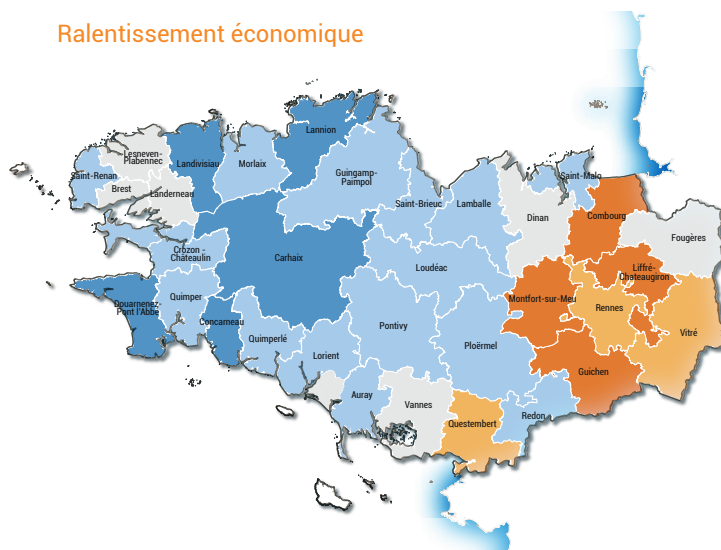 Ralentissement économique
Lannion
Lesneven-
Plabennec
Landivisiau
Morlaix
Saint-Renan
Guingamp-
Paimpol
Saint-Malo
Brest
Landerneau
Saint-Brieuc
Lamballe
Dinan
Combourg
Fougères
Crozon -
Châteaulin
Carhaix
Loudéac
Liffré-
Chateaugiron
Douarnenez-
Pont l'Abbé
Quimper
Montfort-sur-Meu
Rennes
Concarneau
Pontivy
Vitré
Quimperlé
Ploërmel
Lorient
Guichen
Auray
Vannes
Questembert
Redon